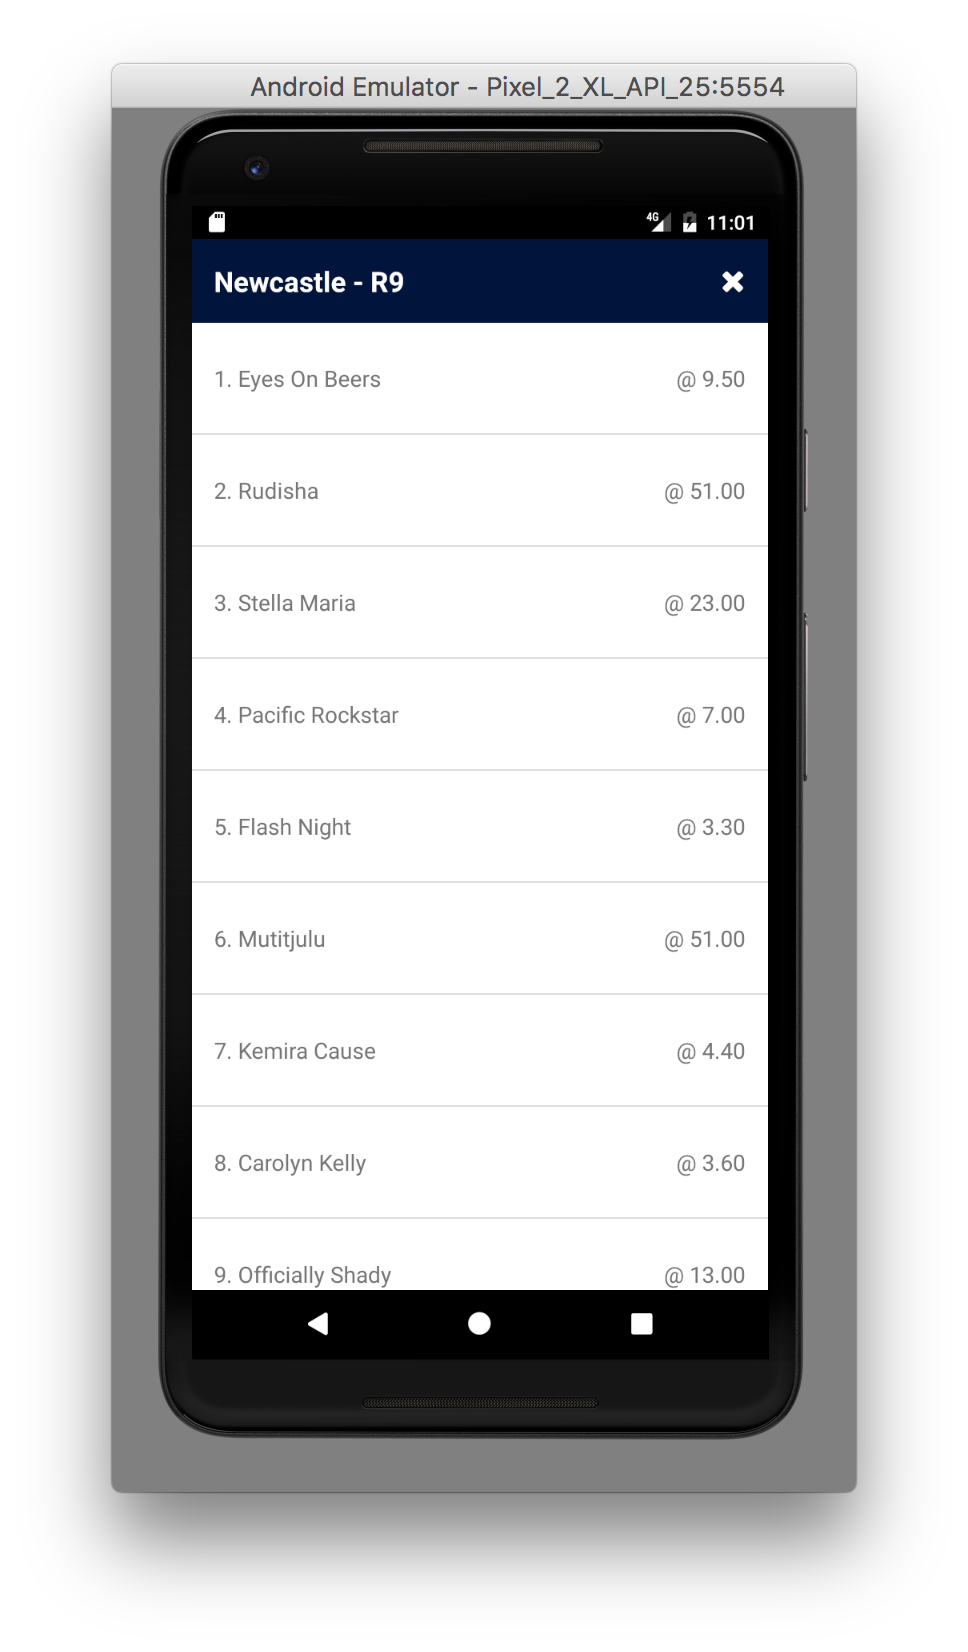 Android Emulator - Pixel_2_XL_API_25:5554
4G 11:01
Newcastle - R9
1. Eyes On Beers @ 9.50
2. Rudisha @ 51.00
3. Stella Maria @ 23.00
4. Pacific Rockstar @ 7.00
5. Flash Night @ 3.30
6. Mutitjulu @ 51.00
7. Kemira Cause @ 4.40
8. Carolyn Kelly @ 3.60
9. Officially Shady @ 13.00